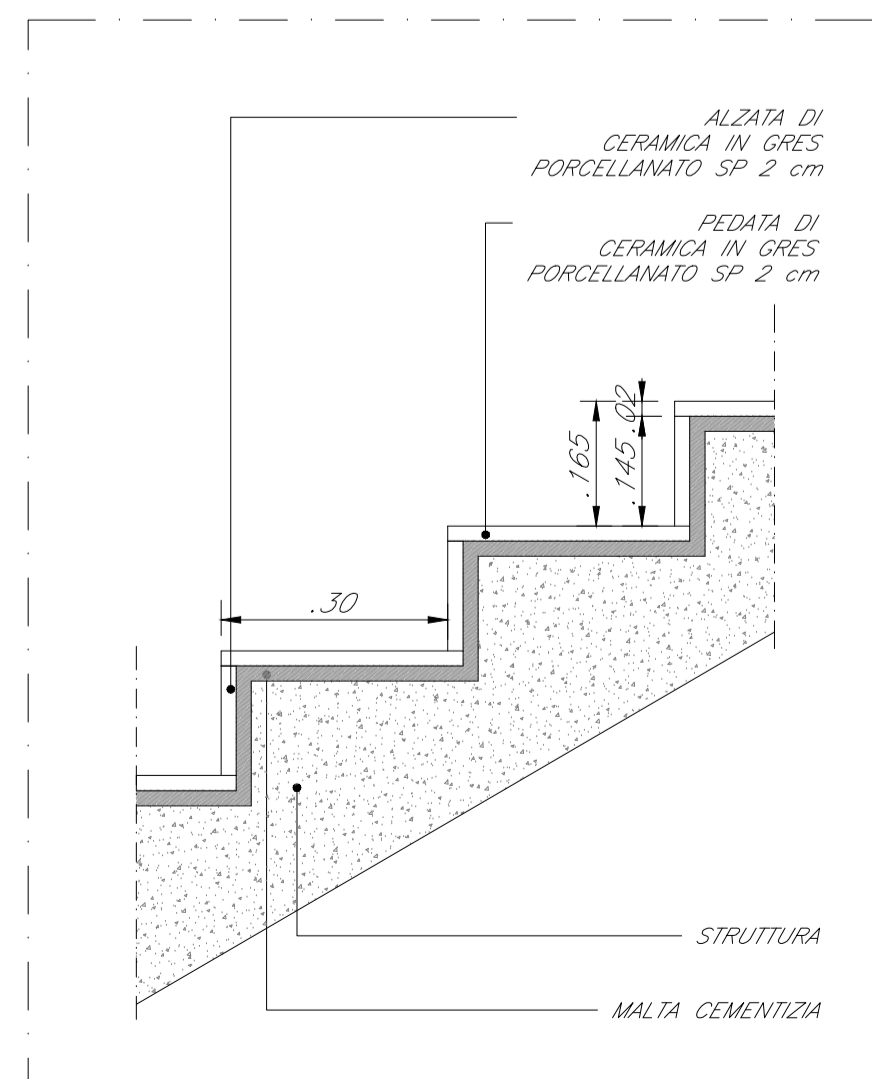 ALZATA DI
CERAMICA IN GRES
PORCELLANATO SP 2 cm
PEDATA DI
CERAMICA IN GRES
PORCELLANATO SP 2 cm
.165
.145
.02
.30
STRUTTURA
MALTA CEMENTIZIA